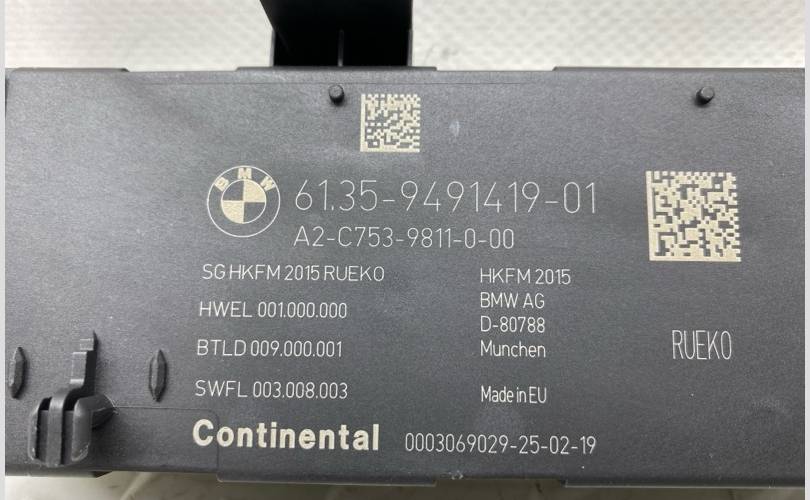 BMW
61.35-9491419-01
A2-C753-9811-0-00
SG HKFM 2015 RUEKO
HWEL 001.000.000
BTLD 009.000.001
SWFL 003.008.003
HKFM 2015
BMW AG
D-80788
Munchen
Made in EU
RUEKO
Continental 0003069029-25-02-19